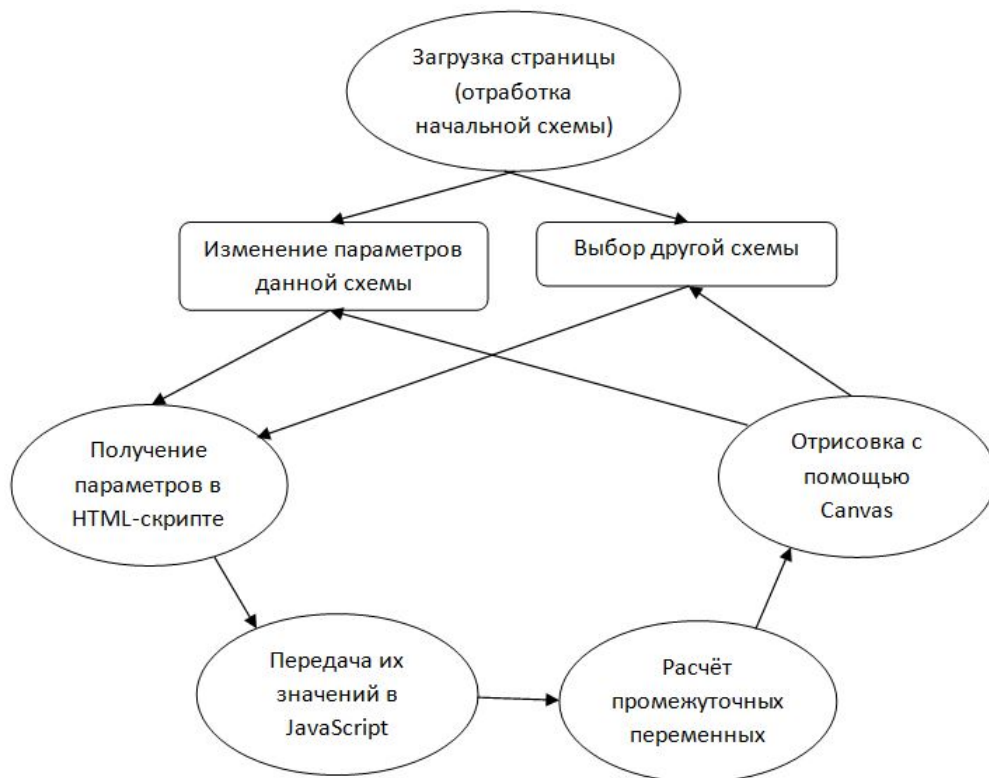 Загрузка страницы
(отработка
начальной схемы)
Изменение параметров
данной схемы
Выбор другой схемы
Получение
параметров в
HTML-скрипте
Отрисовка с
помощью
Canvas
Передача их
значений в
JavaScript
Расчёт
промежуточных
переменных